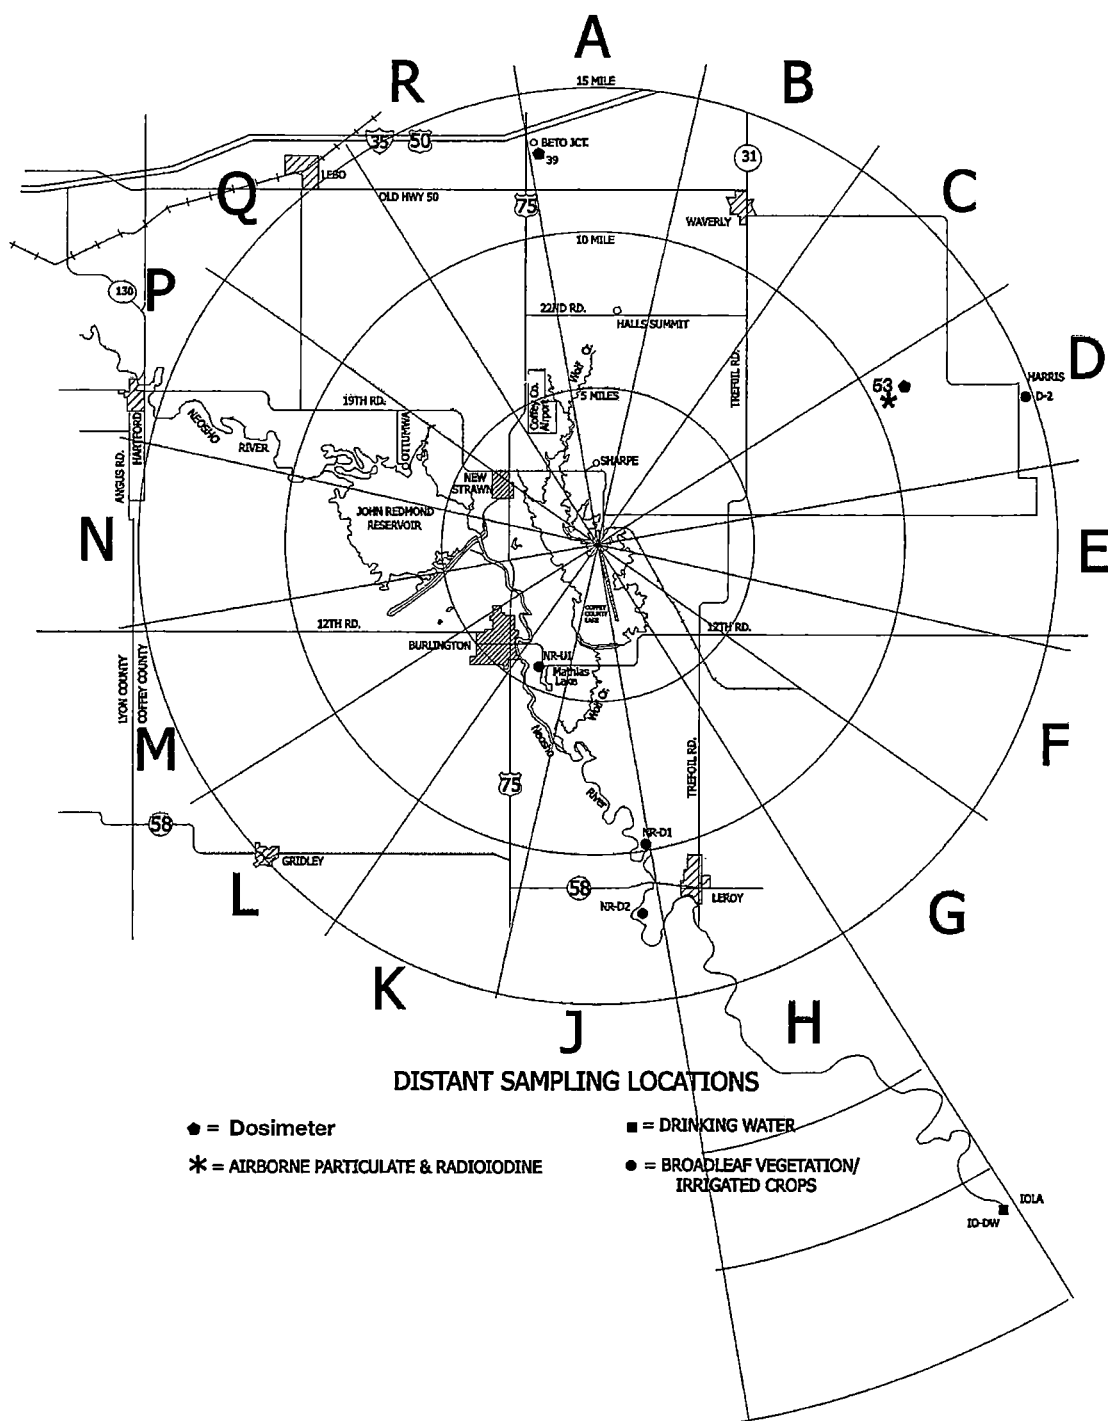 A
R
B
15 MILE
35
50
BETO JCT.
39
31
LEBO
Q
OLD HWY 50
75
WAVERLY
C
10 MILE
P
130
22ND RD.
HALLS SUMMIT
D
Wolf Cr.
TREFOIL RD.
HARRIS
53
D-2
5 MILES
Coffey Co.
Airport
19TH RD.
NEOSHO
RIVER
OTTUMWA
HARTFORD
ANGUS RD.
SHARPE
NEW
STRAWN
JOHN REDMOND
RESERVOIR
N
E
COFFEY
COUNTY
LAKE
12TH RD.
12TH RD.
BURLINGTON
NR-U1
Mathias
Lake
LYON COUNTY
COFFEY COUNTY
Wolf Cr.
M
F
Neosho
River
TREFOIL RD.
75
58
NR-D1
GRIDLEY
L
58
LEROY
NR-D2
G
K
J
H
DISTANT SAMPLING LOCATIONS
= Dosimeter
= DRINKING WATER
= AIRBORNE PARTICULATE & RADIOIODINE
= BROADLEAF VEGETATION/
IRRIGATED CROPS
IOLA
IO-DW